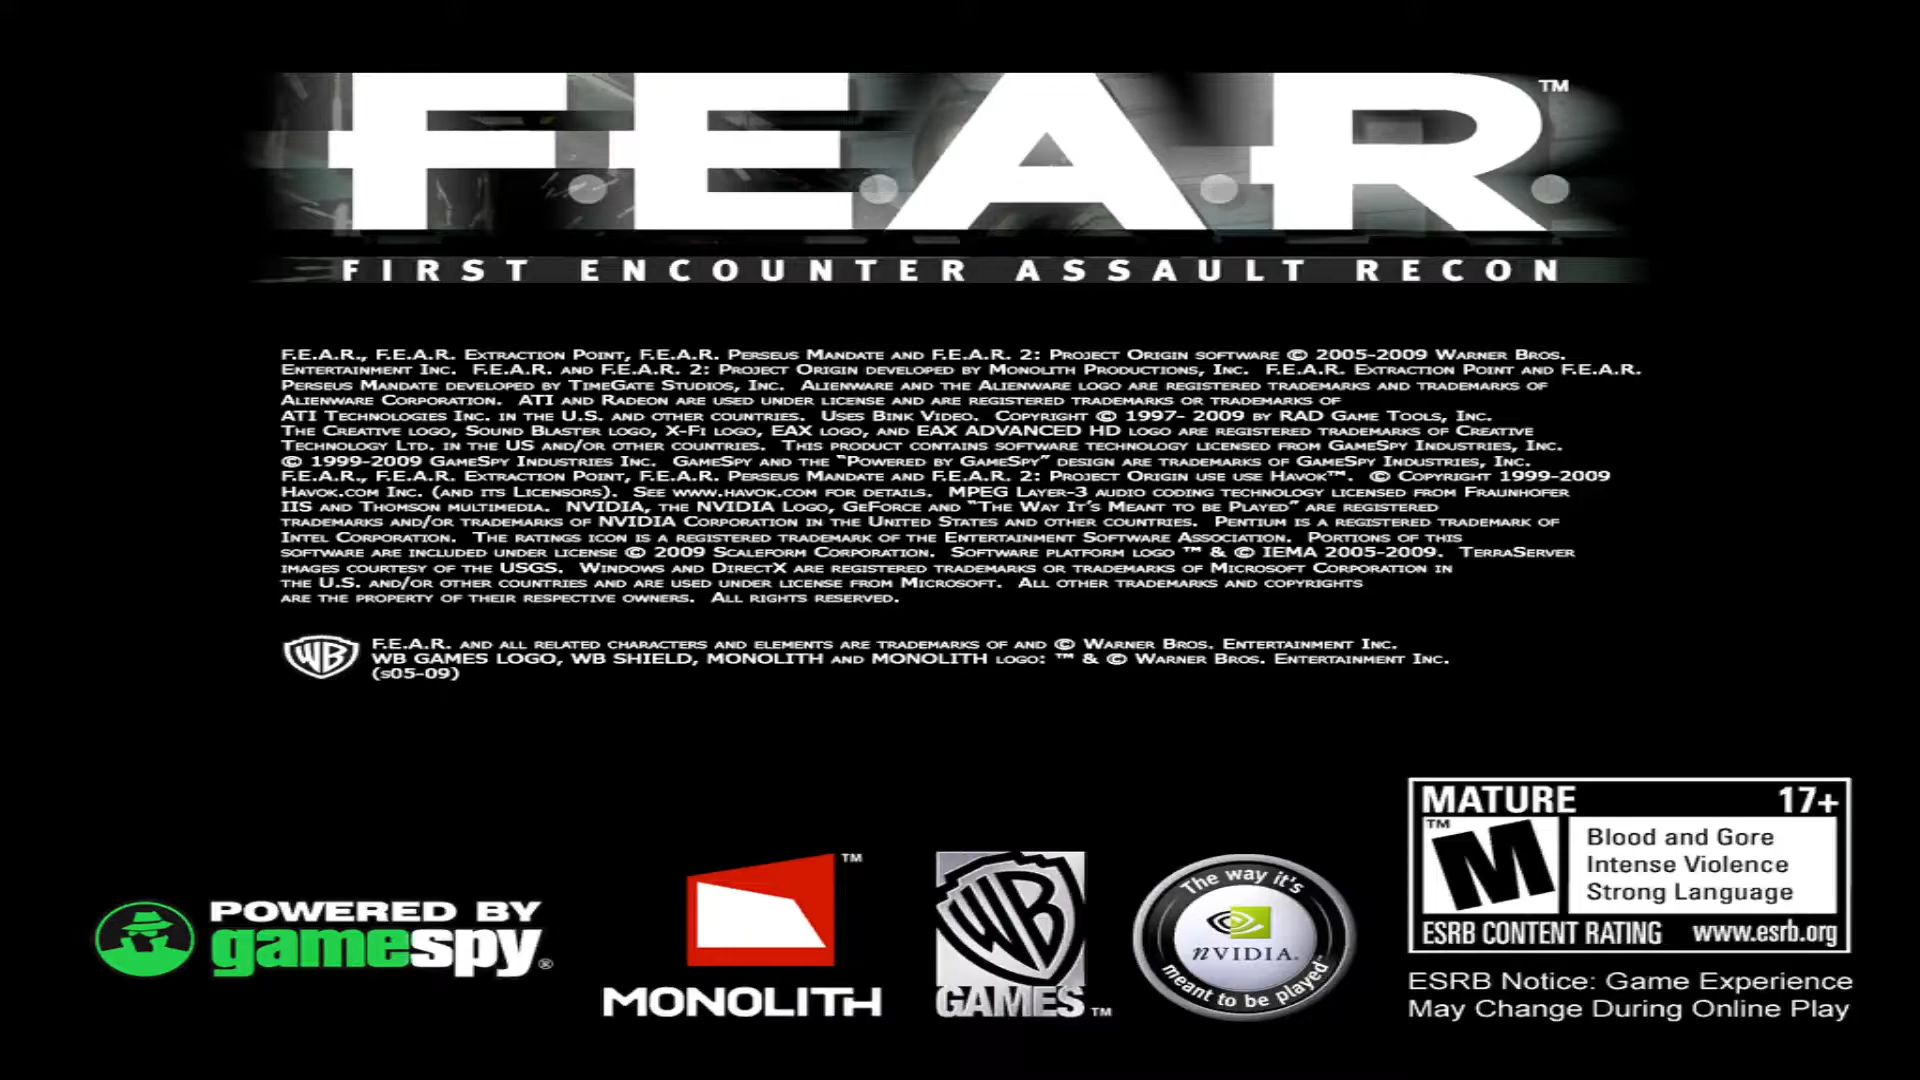 F.E.A.R.™
FIRST ENCOUNTER ASSAULT RECON
F.E.A.R., F.E.A.R. Extraction Point, F.E.A.R. Perseus Mandate and F.E.A.R. 2: Project Origin software © 2005-2009 Warner Bros.
Entertainment Inc. F.E.A.R. and F.E.A.R. 2: Project Origin developed by Monolith Productions, Inc. F.E.A.R. Extraction Point and F.E.A.R.
Perseus Mandate developed by TimeGate Studios, Inc. Alienware and the Alienware logo are registered trademarks and trademarks of
Alienware Corporation. ATI and Radeon are used under license and are registered trademarks or trademarks of
ATI Technologies Inc. in the U.S. and other countries. Uses Bink Video. Copyright © 1997- 2009 by RAD Game Tools, Inc.
The Creative logo, Sound Blaster logo, X-Fi logo, EAX logo, and EAX ADVANCED HD logo are registered trademarks of Creative
Technology Ltd. in the US and/or other countries. This product contains software technology licensed from GameSpy Industries, Inc.
© 1999-2009 GameSpy Industries Inc. GameSpy and the “Powered by GameSpy” design are trademarks of GameSpy Industries, Inc.
F.E.A.R., F.E.A.R. Extraction Point, F.E.A.R. Perseus Mandate and F.E.A.R. 2: Project Origin use use Havok™. © Copyright 1999-2009
Havok.com Inc. (and its Licensors). See www.havok.com for details. MPEG Layer-3 audio coding technology licensed from Fraunhofer
IIS and Thomson multimedia. NVIDIA, the NVIDIA Logo, GeForce and “The Way It’s Meant to be Played” are registered
trademarks and/or trademarks of NVIDIA Corporation in the United States and other countries. Pentium is a registered trademark of
Intel Corporation. The ratings icon is a registered trademark of the Entertainment Software Association. Portions of this
software are included under license © 2009 Scaleform Corporation. Software platform logo ™ & © IEMA 2005-2009. TerraServer
images courtesy of the USGS. Windows and DirectX are registered trademarks or trademarks of Microsoft Corporation in
the U.S. and/or other countries and are used under license from Microsoft. All other trademarks and copyrights
are the property of their respective owners. All rights reserved.
WB
F.E.A.R. and all related characters and elements are trademarks of and © Warner Bros. Entertainment Inc.
WB GAMES LOGO, WB SHIELD, MONOLITH and MONOLITH logo: ™ & © Warner Bros. Entertainment Inc.
(s05-09)
POWERED BY
gamespy®
™
MONOLITH
WB
GAMES™
The way it's
nVIDIA.
meant to be played™
MATURE 17+
™
M
Blood and Gore
Intense Violence
Strong Language
ESRB CONTENT RATING www.esrb.org
ESRB Notice: Game Experience
May Change During Online Play